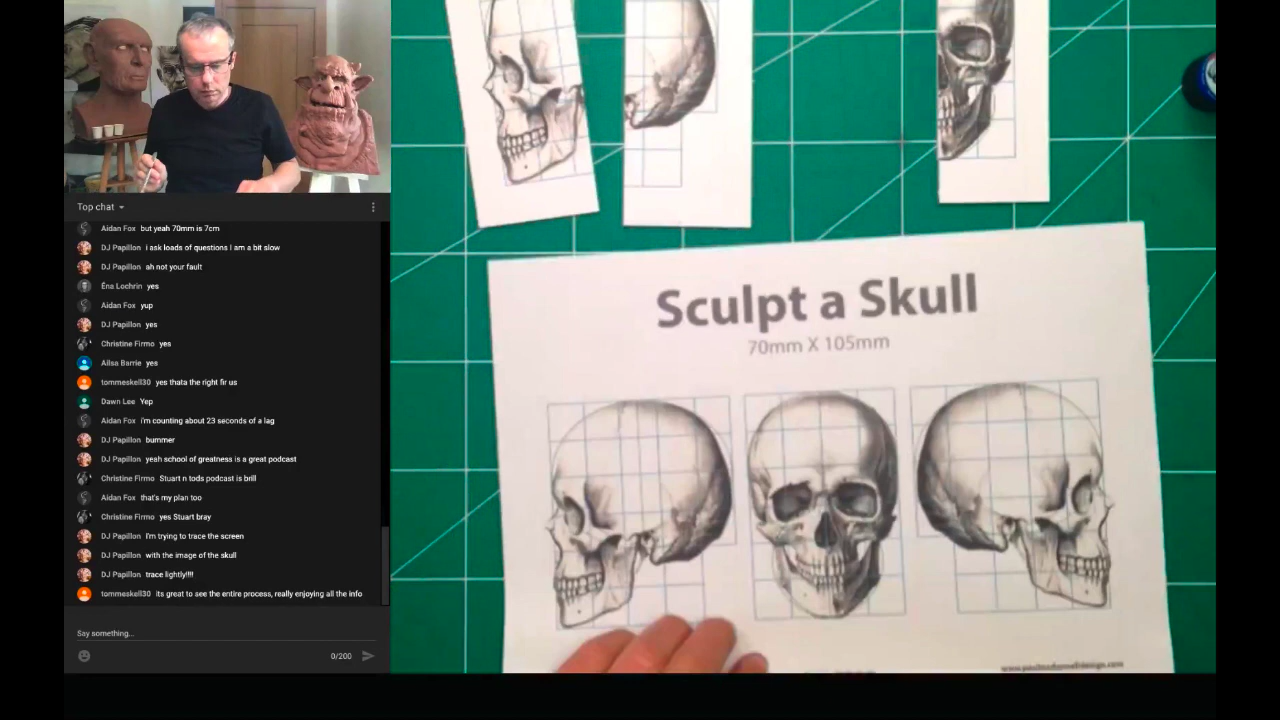 Top chat
Aidan Fox but yeah 70mm is 7cm
DJ Papillon i ask loads of questions I am a bit slow
DJ Papillon ah not your fault
Éna Lochrin yes
Aidan Fox yup
DJ Papillon yes
Christine Firmo yes
Ailsa Barrie yes
tommeskell30 yes thata the right fir us
Dawn Lee Yep
Aidan Fox i'm counting about 23 seconds of a lag
DJ Papillon bummer
DJ Papillon yeah school of greatness is a great podcast
Christine Firmo Stuart n tods podcast is brill
Aidan Fox that's my plan too
Christine Firmo yes Stuart bray
DJ Papillon I'm trying to trace the screen
DJ Papillon with the image of the skull
DJ Papillon trace lightly!!!!
tommeskell30 its great to see the entire process, really enjoying all the info
Say something...
0/200
Sculpt a Skull
70mm X 105mm